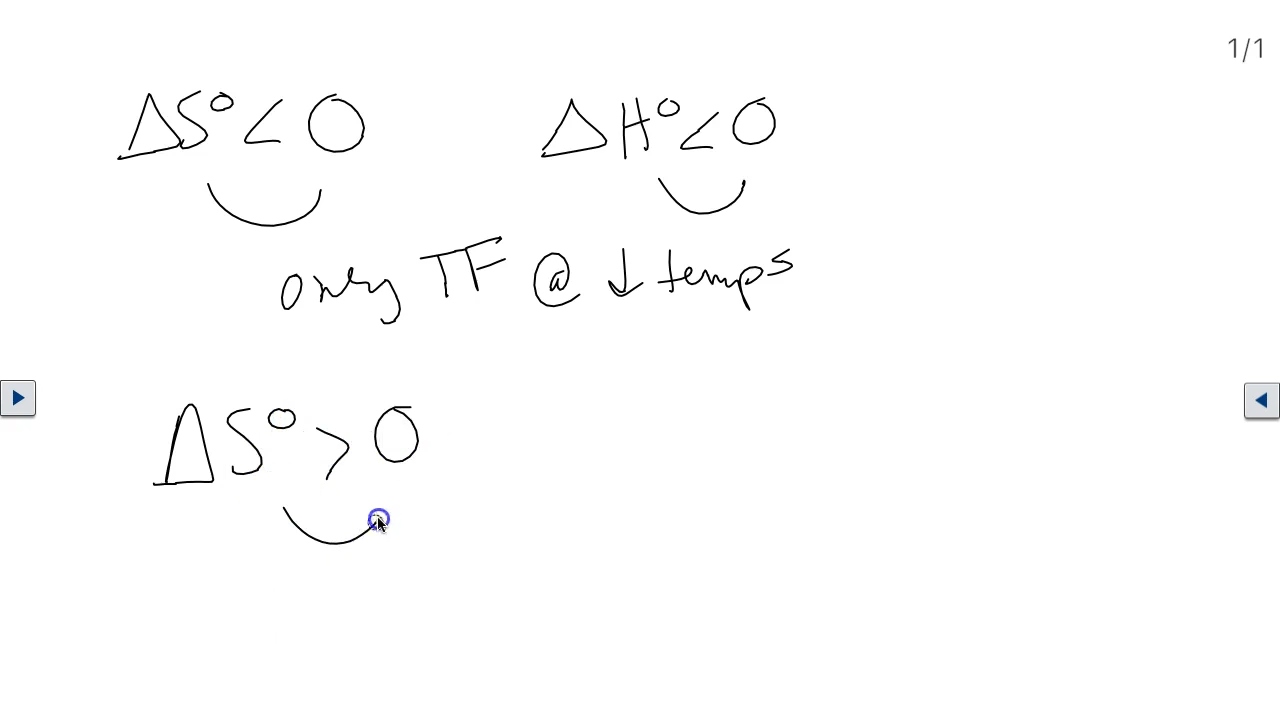 1/1
ΔS° < 0 ΔH° < 0
only TF @ ↓ temps
ΔS° > 0